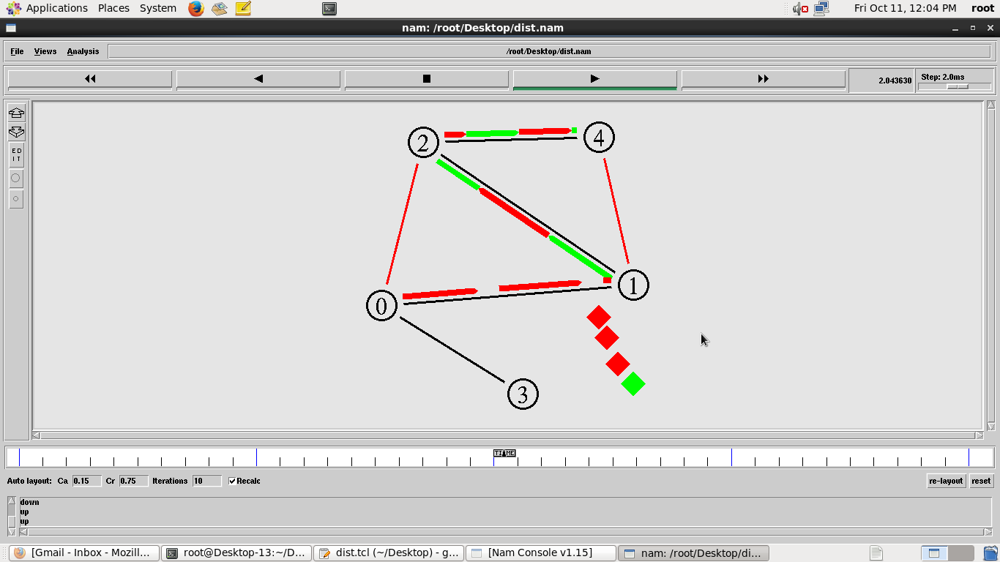 Applications Places System Fri Oct 11, 12:04 PM root
nam: /root/Desktop/dist.nam
File Views Analysis /root/Desktop/dist.nam
2.043630 Step: 2.0ms
E D
I T
2
4
1
0
3
TIME
Auto layout: Ca 0.15 Cr 0.75 Iterations 10 Recalc re-layout reset
down
up
up
[Gmail - Inbox - Mozill... root@Desktop-13:~/D... dist.tcl (~/Desktop) - g... [Nam Console v1.15] nam: /root/Desktop/di...